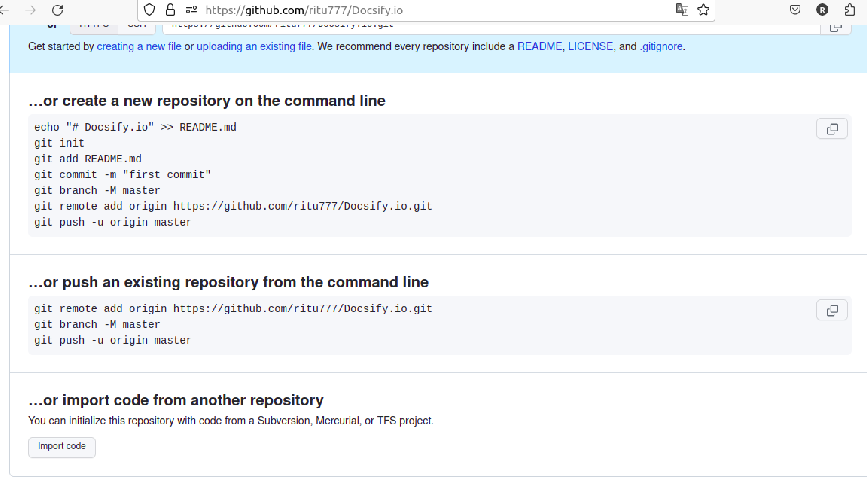 https://github.com/ritu777/Docsify.io
R
Get started by creating a new file or uploading an existing file. We recommend every repository include a README, LICENSE, and .gitignore.
...or create a new repository on the command line
echo "# Docsify.io" >> README.md
git init
git add README.md
git commit -m "first commit"
git branch -M master
git remote add origin https://github.com/ritu777/Docsify.io.git
git push -u origin master
...or push an existing repository from the command line
git remote add origin https://github.com/ritu777/Docsify.io.git
git branch -M master
git push -u origin master
...or import code from another repository
You can initialize this repository with code from a Subversion, Mercurial, or TFS project.
Import code